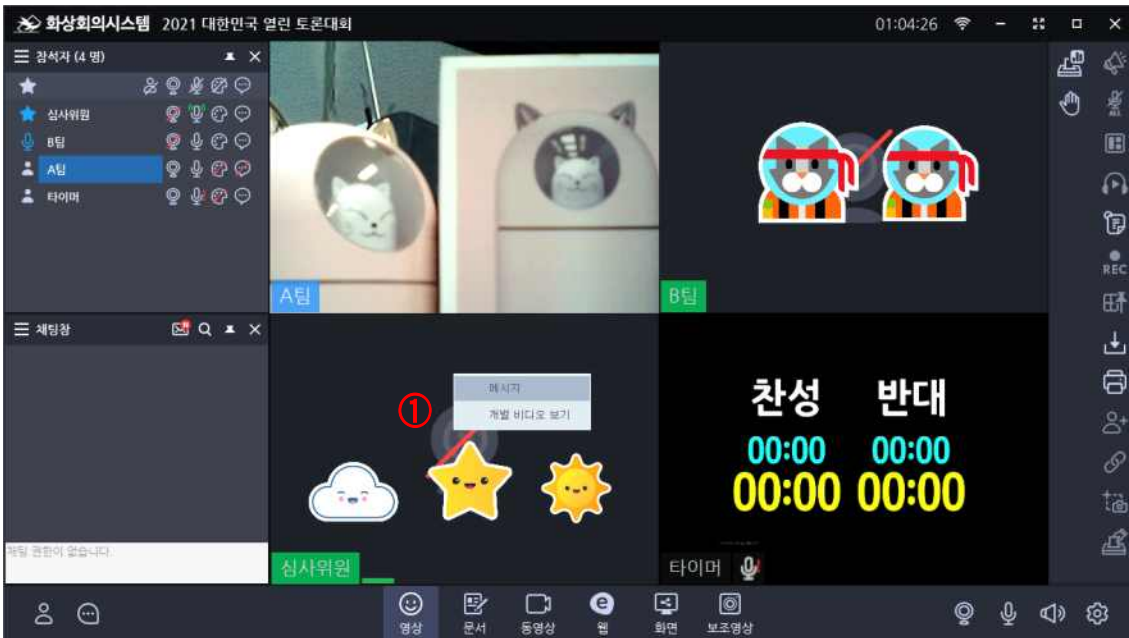 화상회의시스템 2021 대한민국 열린 토론대회
01:04:26
참석자 (4 명)
심사위원
B팀
A팀
타이머
ALL
REC
A팀
B팀
채팅창
채팅 권한이 없습니다.
①
메시지
개별 비디오 보기
심사위원
찬성 반대
00:00 00:00
00:00 00:00
타이머
영상 문서 동영상 웹 화면 보조영상